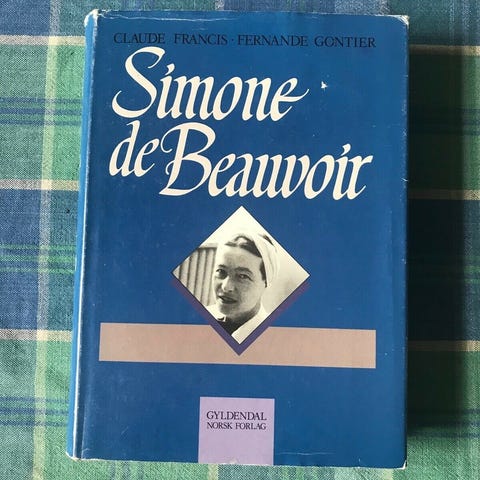 CLAUDE FRANCIS · FERNANDE GONTIER
Simone
de Beauvoir
GYLDENDAL
NORSK FORLAG